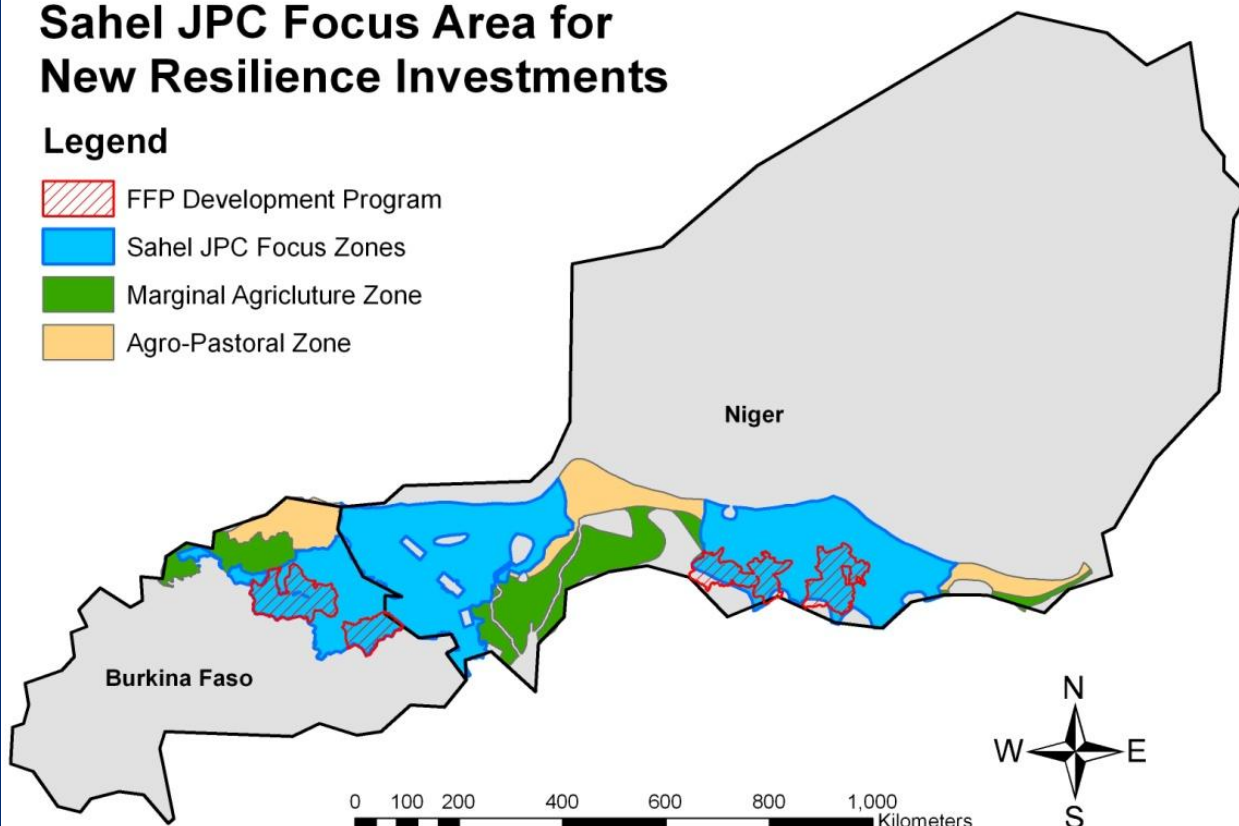 Sahel JPC Focus Area for
New Resilience Investments
Legend
FFP Development Program
Sahel JPC Focus Zones
Marginal Agricluture Zone
Agro-Pastoral Zone
Niger
Burkina Faso
N
W E
S
0 100 200 400 600 800 1,000
Kilometers